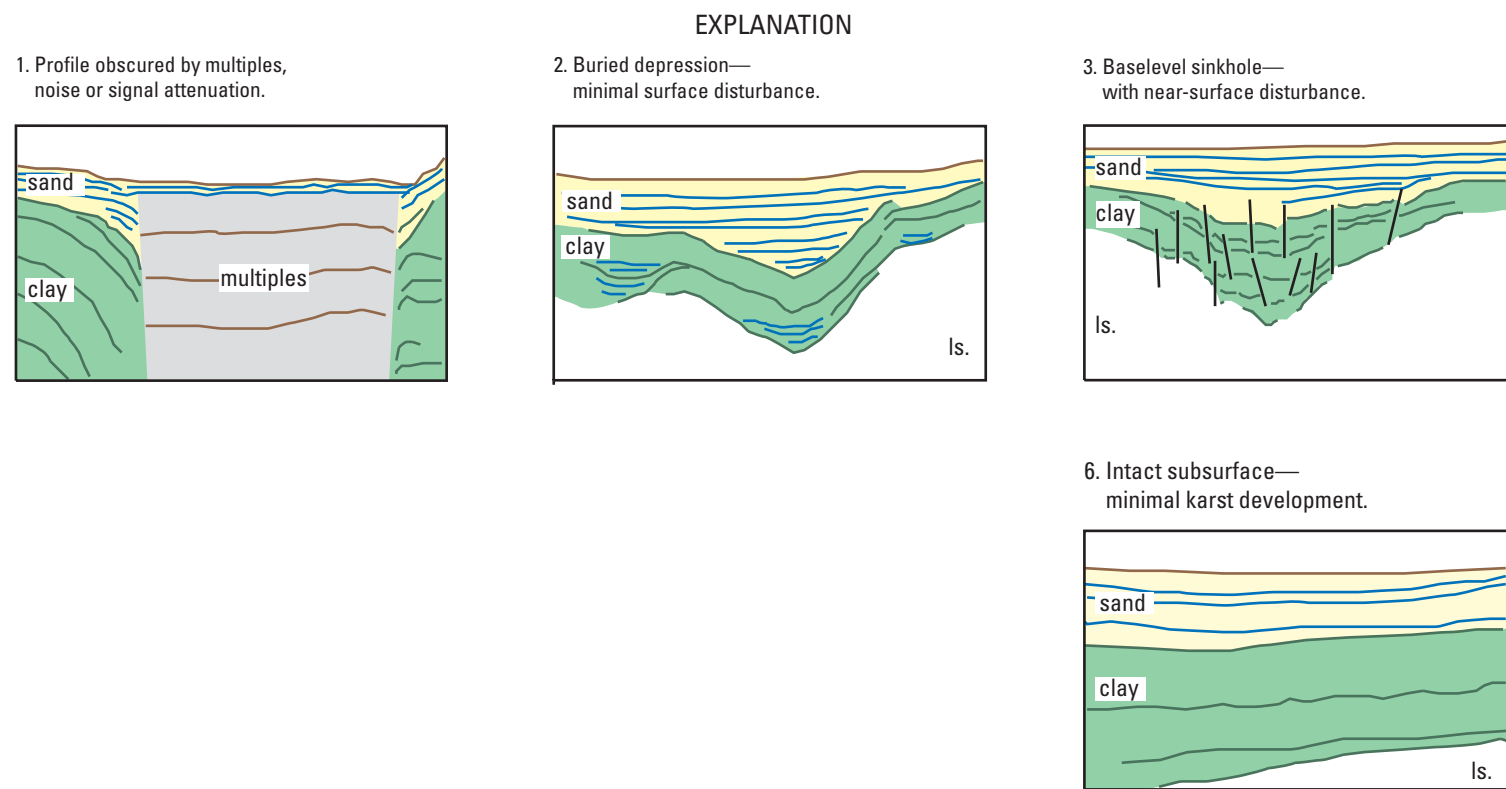 EXPLANATION
1. Profile obscured by multiples,
noise or signal attenuation.
sand
multiples
clay
2. Buried depression—
minimal surface disturbance.
sand
clay
ls.
3. Baselevel sinkhole—
with near-surface disturbance.
sand
clay
ls.
6. Intact subsurface—
minimal karst development.
sand
clay
ls.